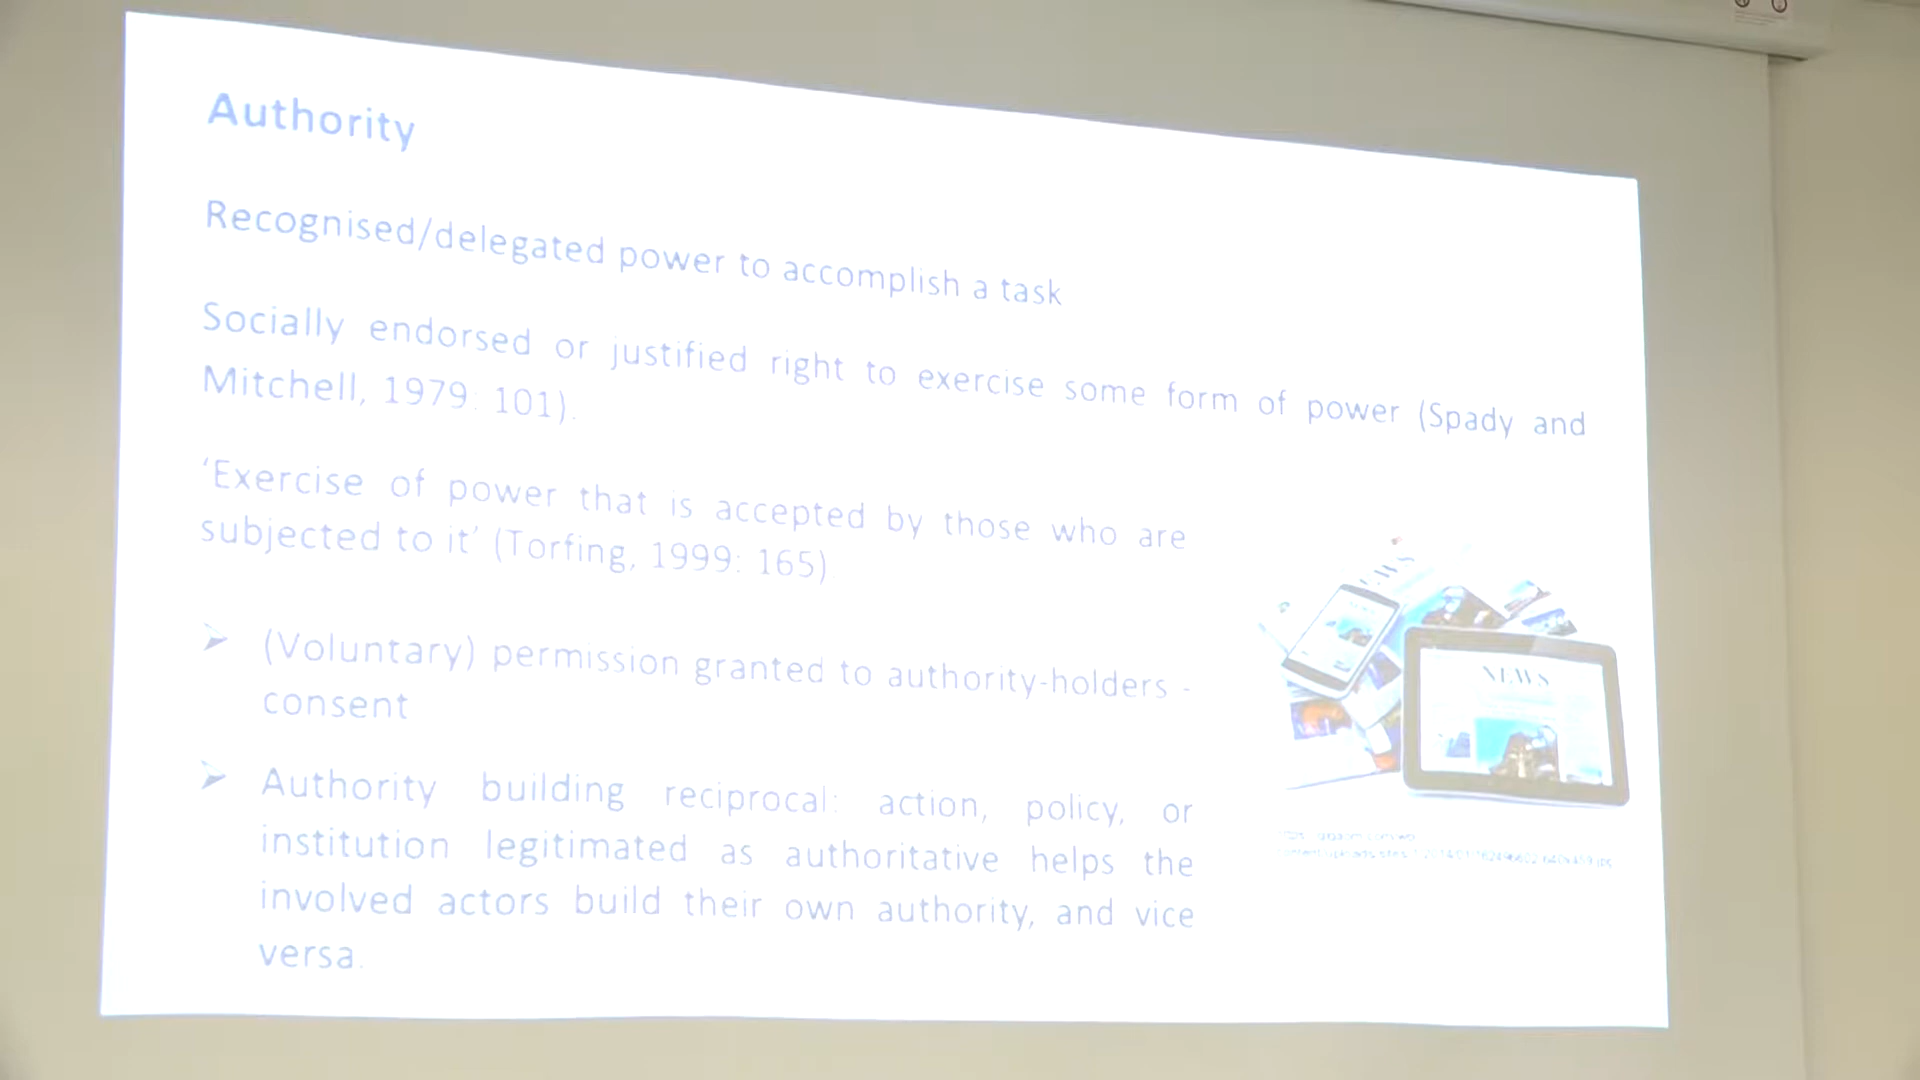 Authority
Recognised/delegated power to accomplish a task
Socially endorsed or justified right to exercise some form of power (Spady and
Mitchell, 1979: 101).
‘Exercise of power that is accepted by those who are
subjected to it’ (Torfing, 1999: 165)
➢ (Voluntary) permission granted to authority-holders -
consent
➢ Authority building reciprocal: action, policy, or
institution legitimated as authoritative helps the
involved actors build their own authority, and vice
versa.
NEWS